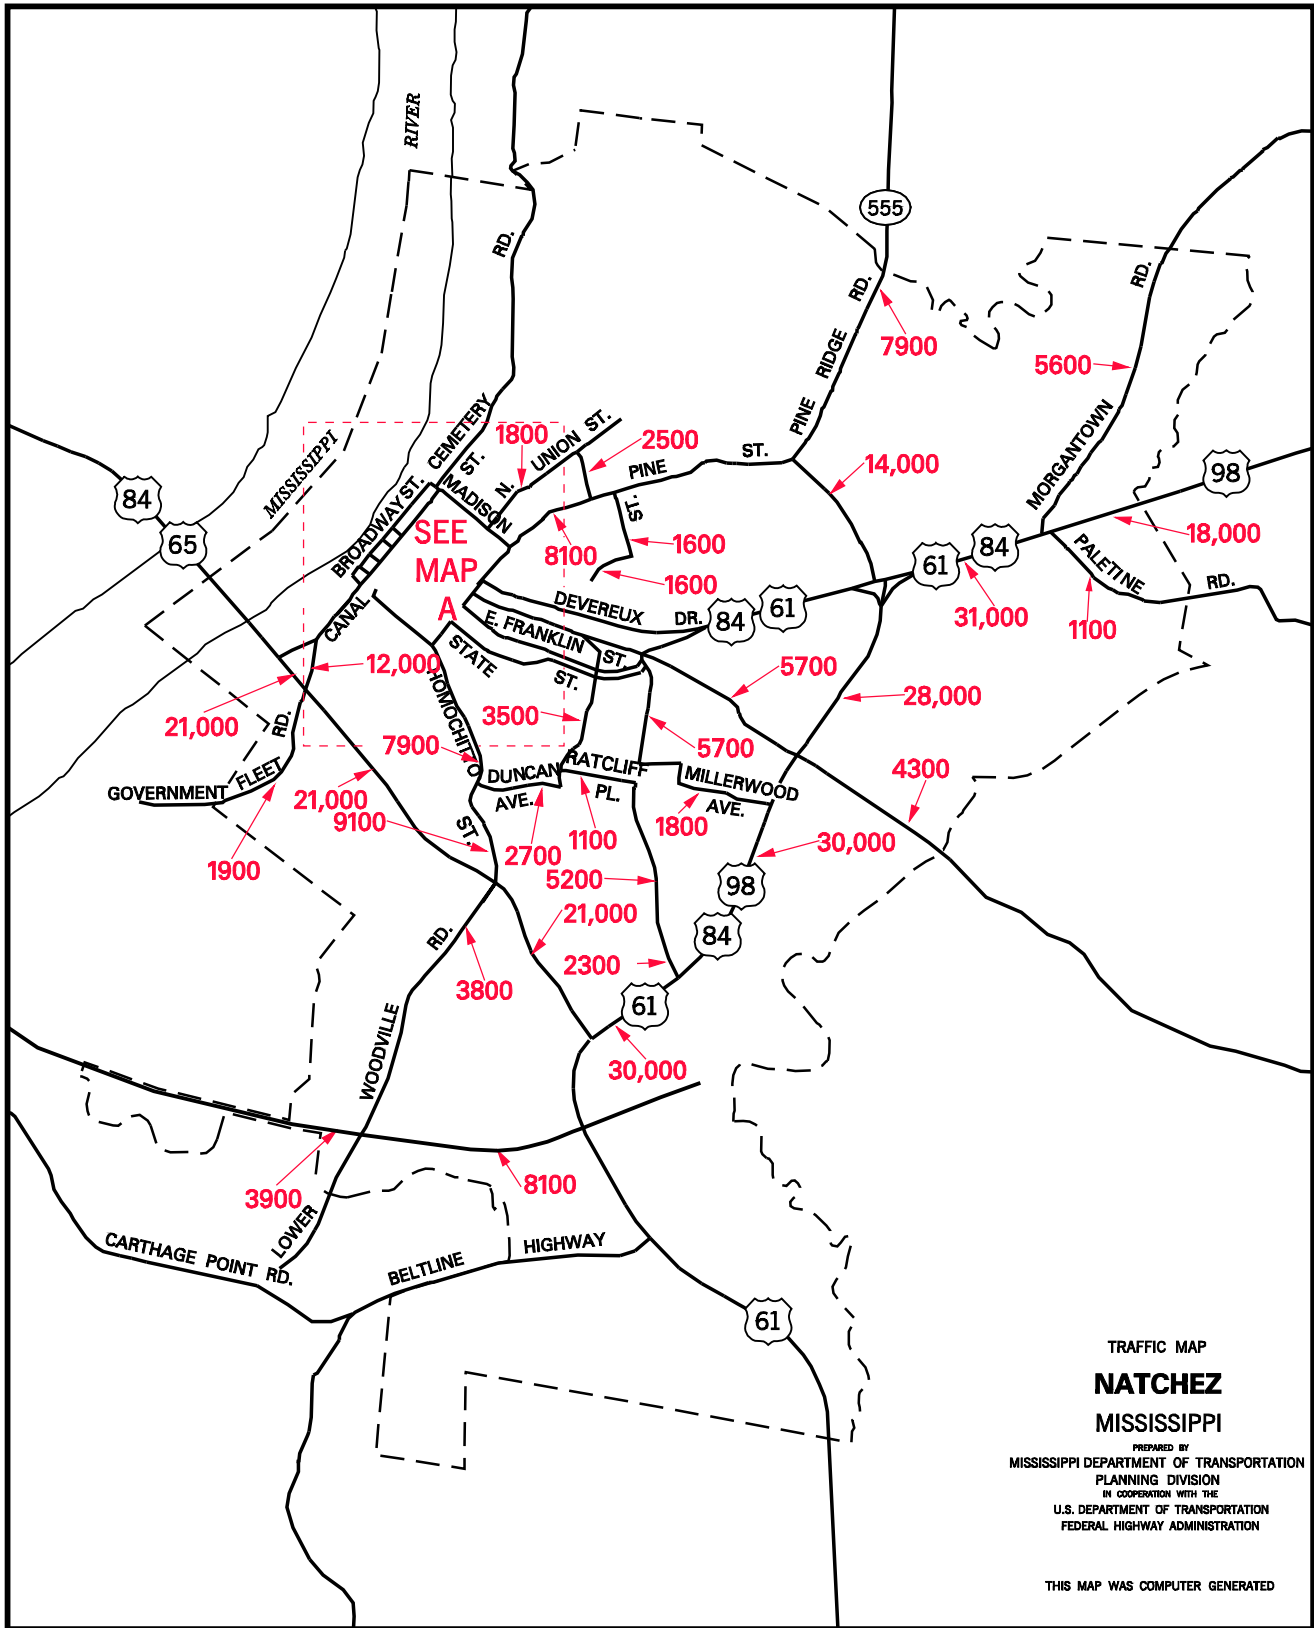 RIVER
555
RD.
RD.
RD.
7900
RIDGE
5600
PINE
CEMETERY
1800
UNION ST.
2500
ST.
PINE
MORGANTOWN
14,000
98
84
MISSISSIPPI
ST.
N.
MADISON
BROADWAY ST.
SEE
MAP
A
ST.
8100
1600
1600
65
18,000
84
61
PALETINE
RD.
31,000
1100
DEVEREUX
DR.
84
61
E. FRANKLIN
ST.
CANAL
STATE
ST.
12,000
HOMOCHITTO
5700
28,000
21,000
RD.
3500
5700
7900
RATCLIFF
PL.
DUNCAN
AVE.
MILLERWOOD
AVE.
4300
GOVERNMENT
FLEET
21,000
9100
ST.
1800
30,000
2700
1100
1900
5200
98
21,000
84
RD.
2300
3800
61
WOODVILLE
30,000
3900
8100
LOWER
CARTHAGE POINT RD.
BELTLINE
HIGHWAY
61
TRAFFIC MAP
NATCHEZ
MISSISSIPPI
PREPARED BY
MISSISSIPPI DEPARTMENT OF TRANSPORTATION
PLANNING DIVISION
IN COOPERATION WITH THE
U.S. DEPARTMENT OF TRANSPORTATION
FEDERAL HIGHWAY ADMINISTRATION
THIS MAP WAS COMPUTER GENERATED